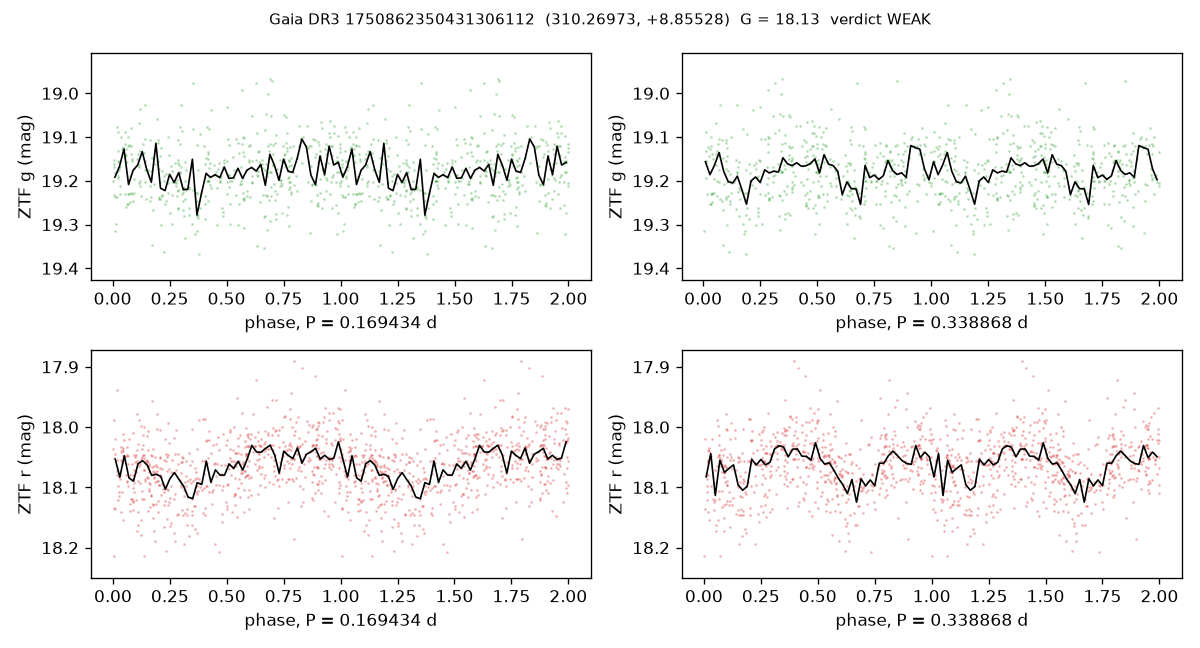 Gaia DR3 1750862350431306112 (310.26973, +8.85528) G = 18.13 verdict WEAK
ZTF g (mag)
19.0
19.1
19.2
19.3
19.4
0.00 0.25 0.50 0.75 1.00 1.25 1.50 1.75 2.00
phase, P = 0.169434 d
ZTF g (mag)
19.0
19.1
19.2
19.3
19.4
0.00 0.25 0.50 0.75 1.00 1.25 1.50 1.75 2.00
phase, P = 0.338868 d
ZTF r (mag)
17.9
18.0
18.1
18.2
0.00 0.25 0.50 0.75 1.00 1.25 1.50 1.75 2.00
phase, P = 0.169434 d
ZTF r (mag)
17.9
18.0
18.1
18.2
0.00 0.25 0.50 0.75 1.00 1.25 1.50 1.75 2.00
phase, P = 0.338868 d